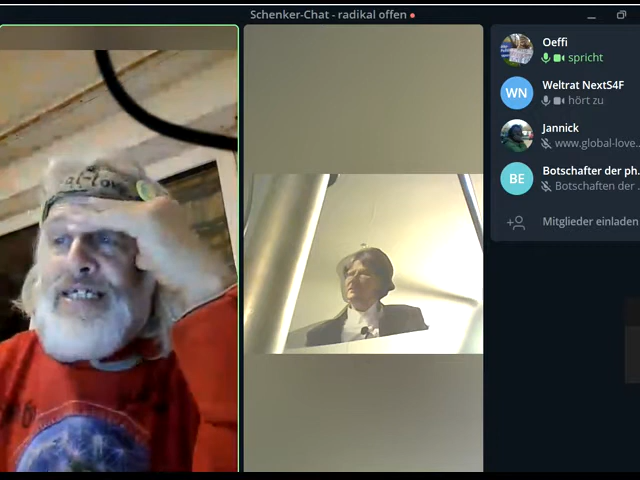 Schenker-Chat - radikal offen
Oeffi
spricht
WN
Weltrat NextS4F
hört zu
Jannick
www.global-love...
BE
Botschafter der ph...
Botschaften der ...
Mitglieder einladen